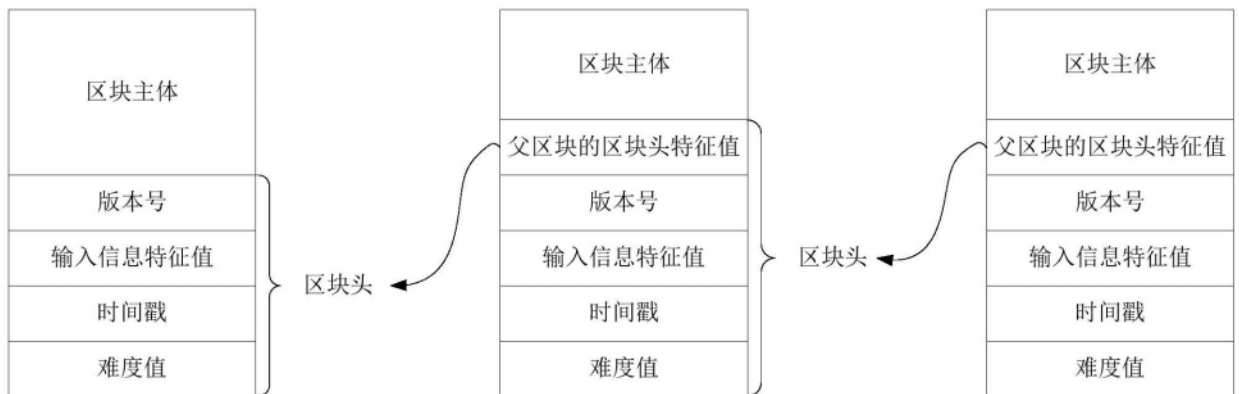 区块主体
版本号
输入信息特征值
时间戳
难度值
区块头
区块主体
父区块的区块头特征值
版本号
输入信息特征值
时间戳
难度值
区块头
区块主体
父区块的区块头特征值
版本号
输入信息特征值
时间戳
难度值